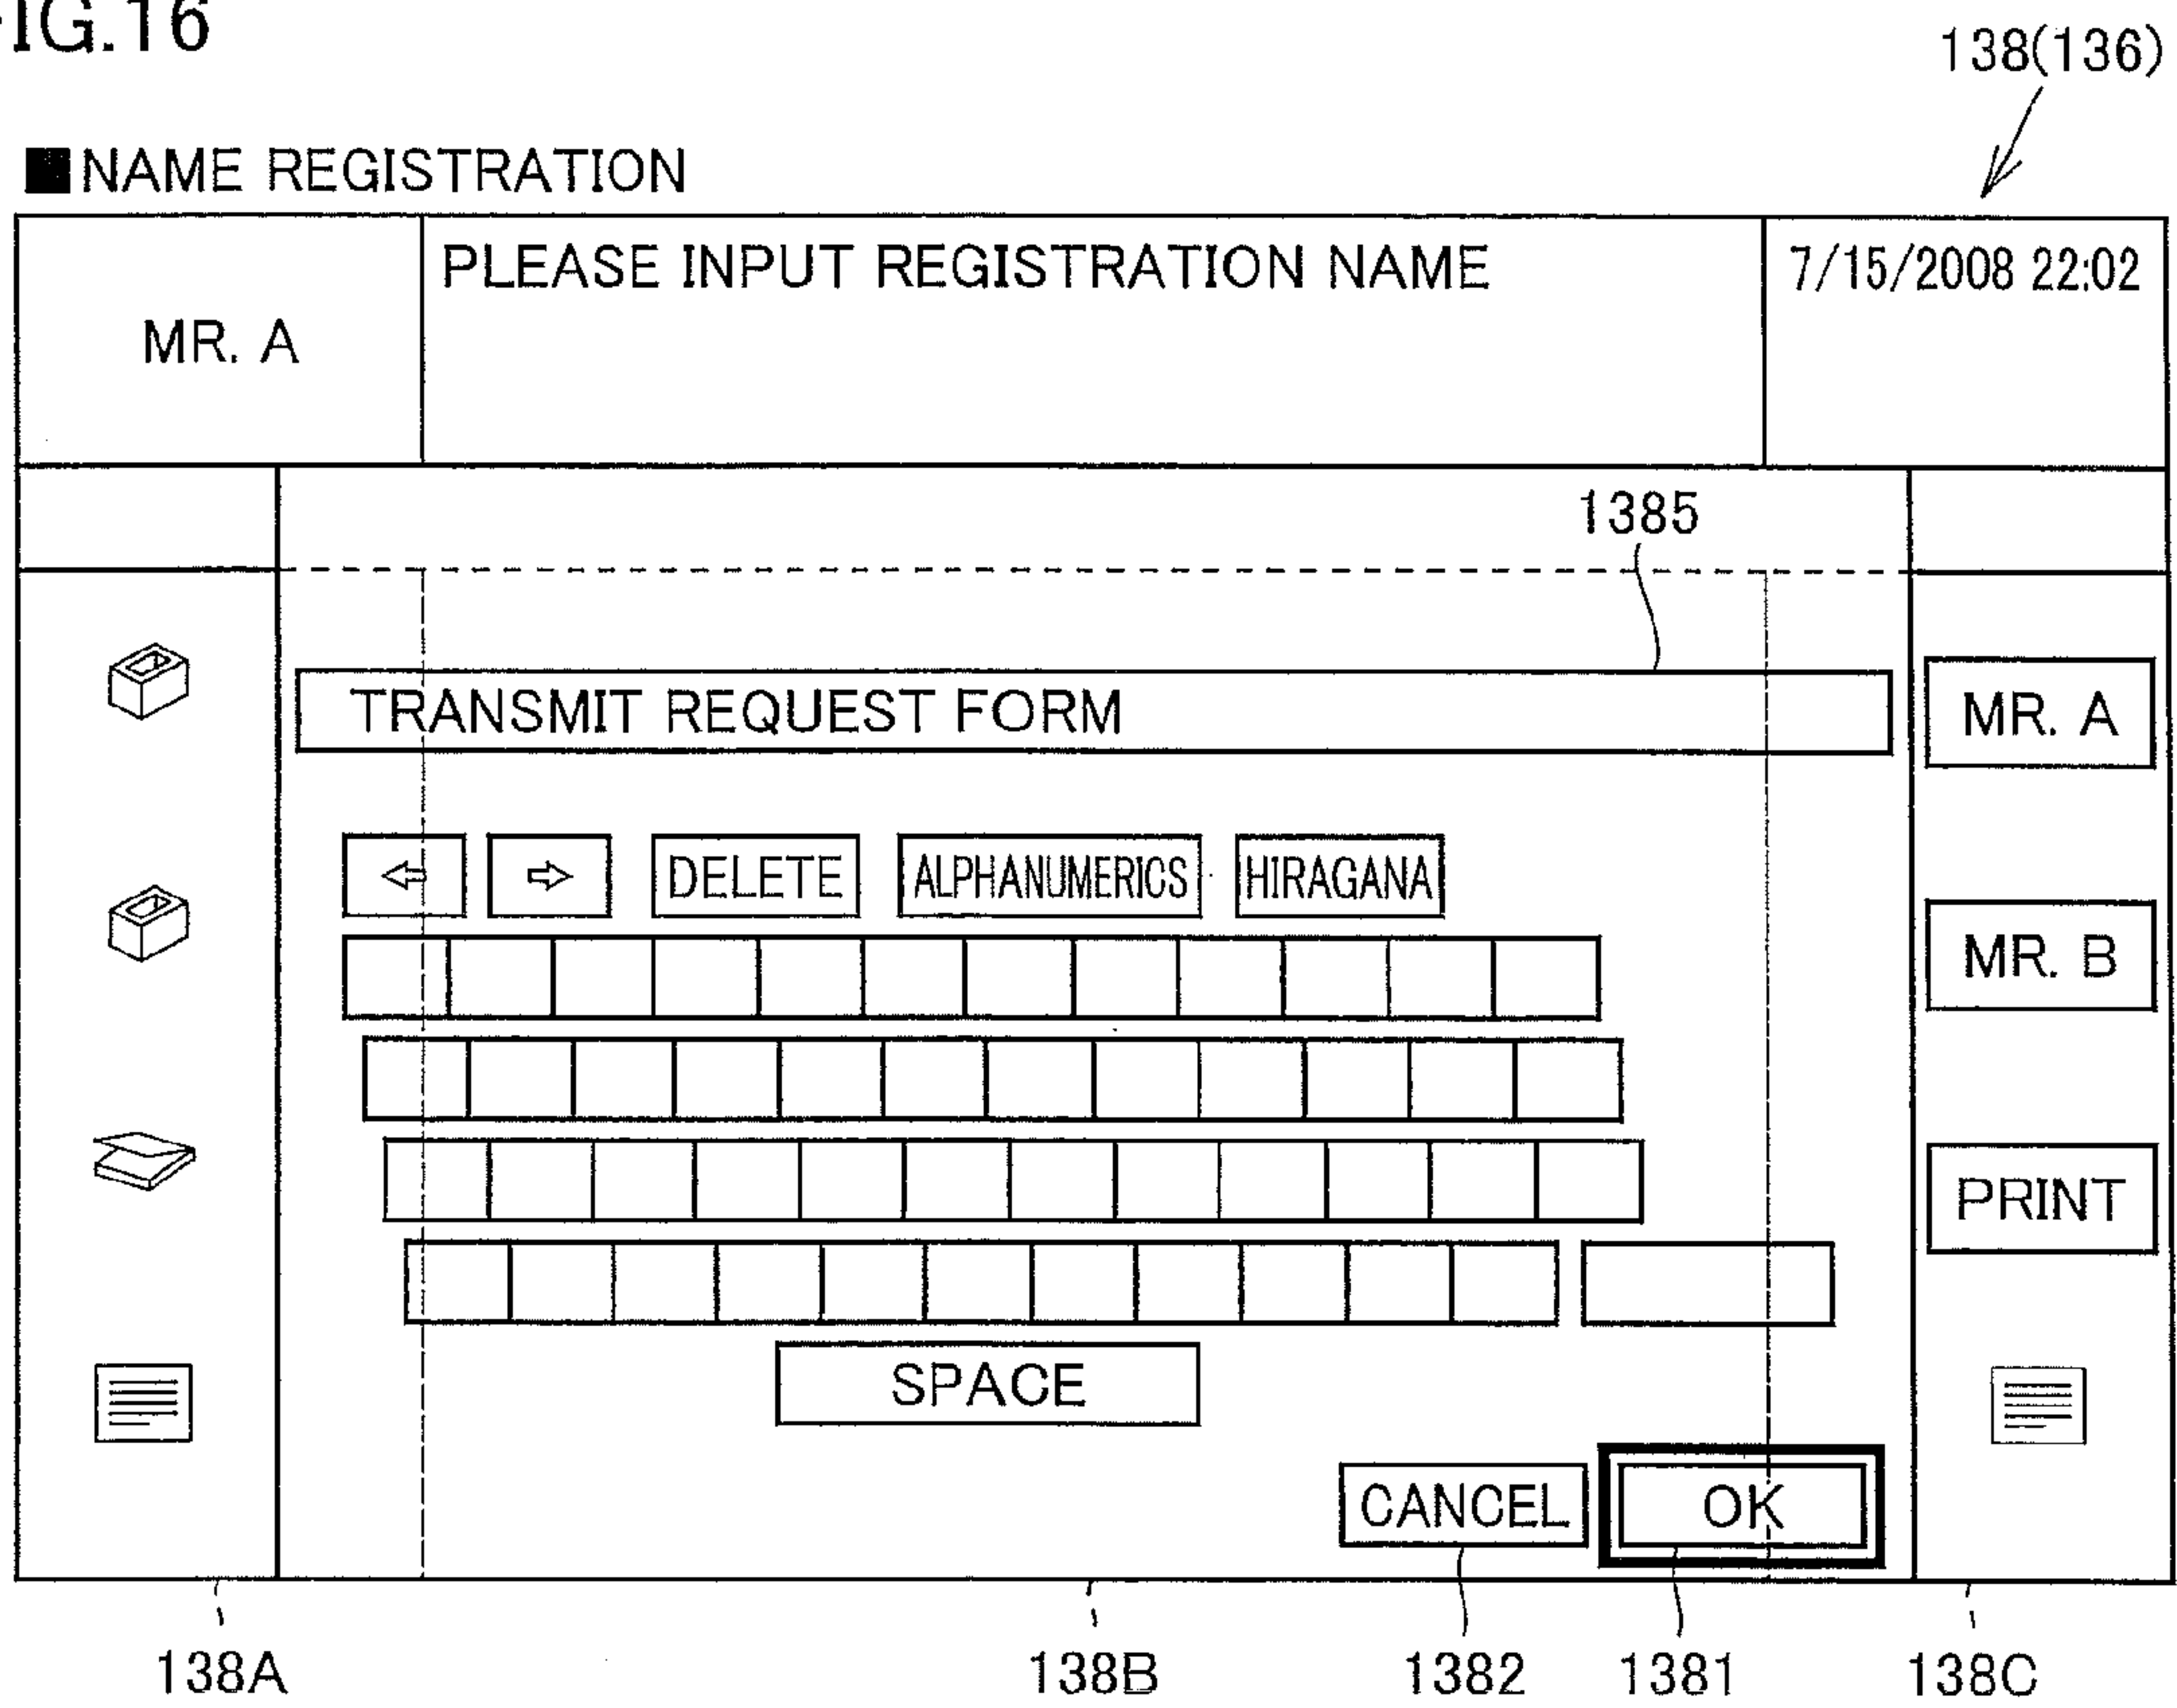 FIG.16
138(136)
■NAME REGISTRATION
MR. A
PLEASE INPUT REGISTRATION NAME
7/15/2008 22:02
1385
TRANSMIT REQUEST FORM
MR. A
DELETE
ALPHANUMERICS
HIRAGANA
MR. B
PRINT
SPACE
CANCEL
OK
138A
138B
1382
1381
138C